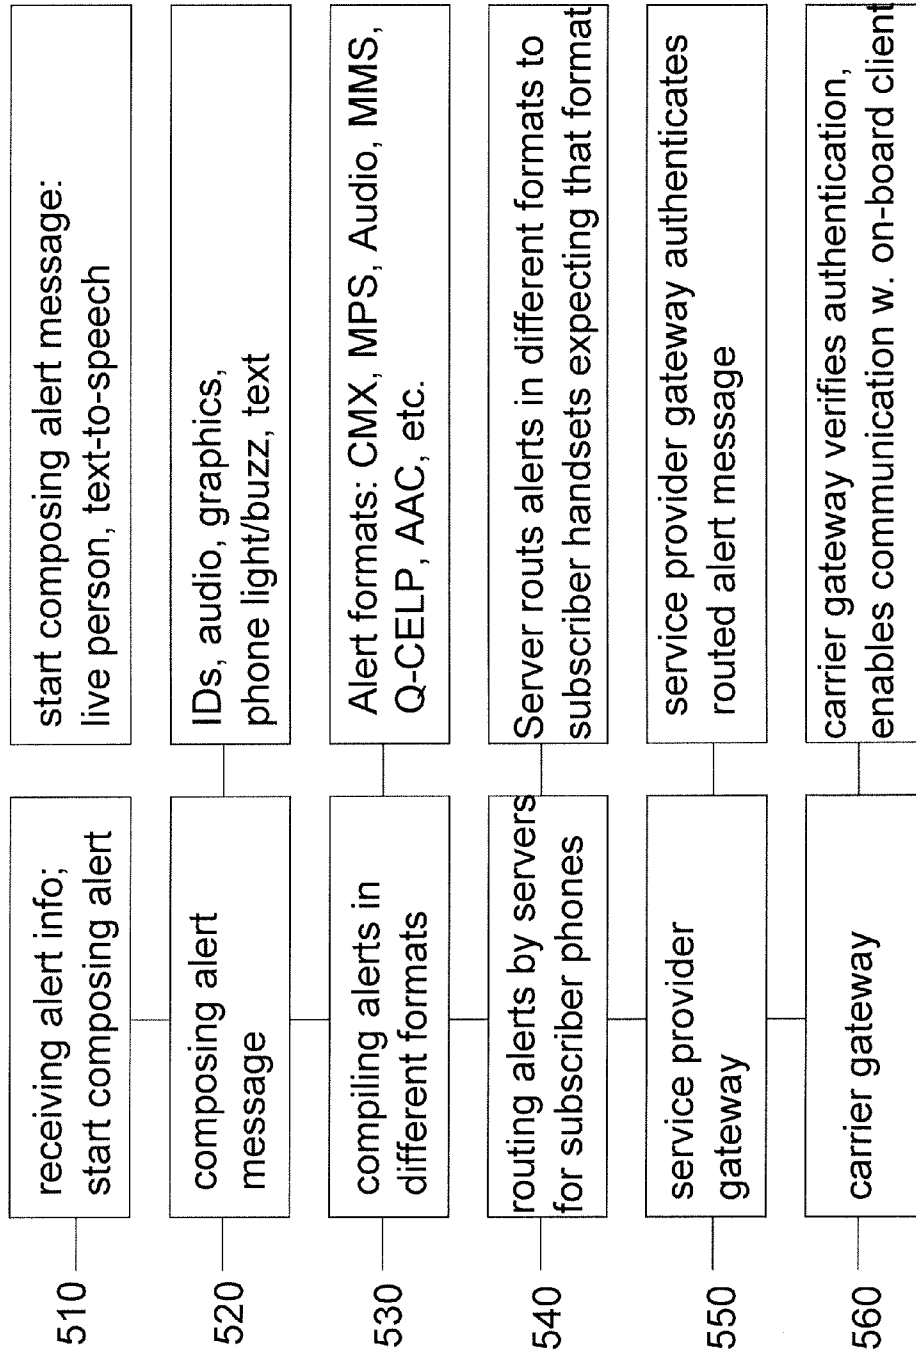 510
receiving alert info;
start composing alert
start composing alert message:
live person, text-to-speech
520
composing alert
message
IDs, audio, graphics,
phone light/buzz, text
530
compiling alerts in
different formats
Alert formats: CMX, MPS, Audio, MMS,
Q-CELP, AAC, etc.
540
routing alerts by servers
for subscriber phones
Server routs alerts in different formats to
subscriber handsets expecting that format
550
service provider
gateway
service provider gateway authenticates
routed alert message
560
carrier gateway
carrier gateway verifies authentication,
enables communication w. on-board client